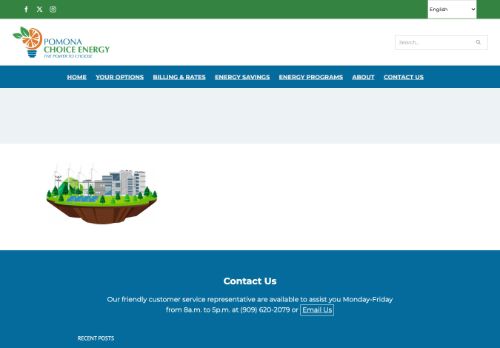 English
POMONA
CHOICE ENERGY
THE POWER TO CHOOSE
Search...
HOME YOUR OPTIONS BILLING & RATES ENERGY SAVINGS ENERGY PROGRAMS ABOUT CONTACT US
Contact Us
Our friendly customer service representative are available to assist you Monday-Friday
from 8a.m. to 5p.m. at (909) 620-2079 or Email Us
RECENT POSTS